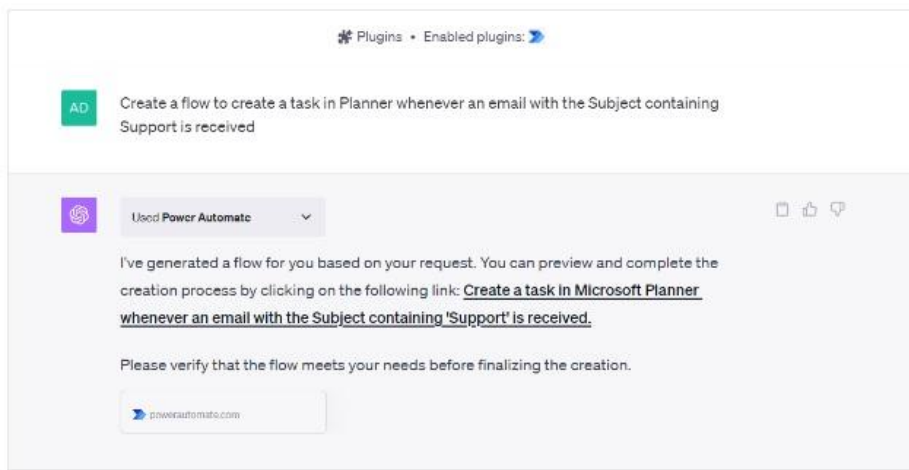 Plugins • Enabled plugins:
AD
Create a flow to create a task in Planner whenever an email with the Subject containing
Support is received
Used Power Automate
I've generated a flow for you based on your request. You can preview and complete the
creation process by clicking on the following link: Create a task in Microsoft Planner
whenever an email with the Subject containing 'Support' is received.
Please verify that the flow meets your needs before finalizing the creation.
powerautomate.com